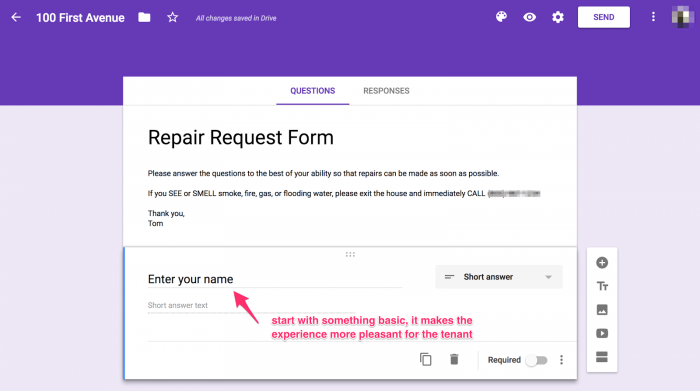 100 First Avenue
All changes saved in Drive
SEND
QUESTIONS
RESPONSES
Repair Request Form
Please answer the questions to the best of your ability so that repairs can be made as soon as possible.
If you SEE or SMELL smoke, fire, gas, or flooding water, please exit the house and immediately CALL
Thank you,
Tom
Enter your name
Short answer
Short answer text
start with something basic, it makes the
experience more pleasant for the tenant
Required
Tт